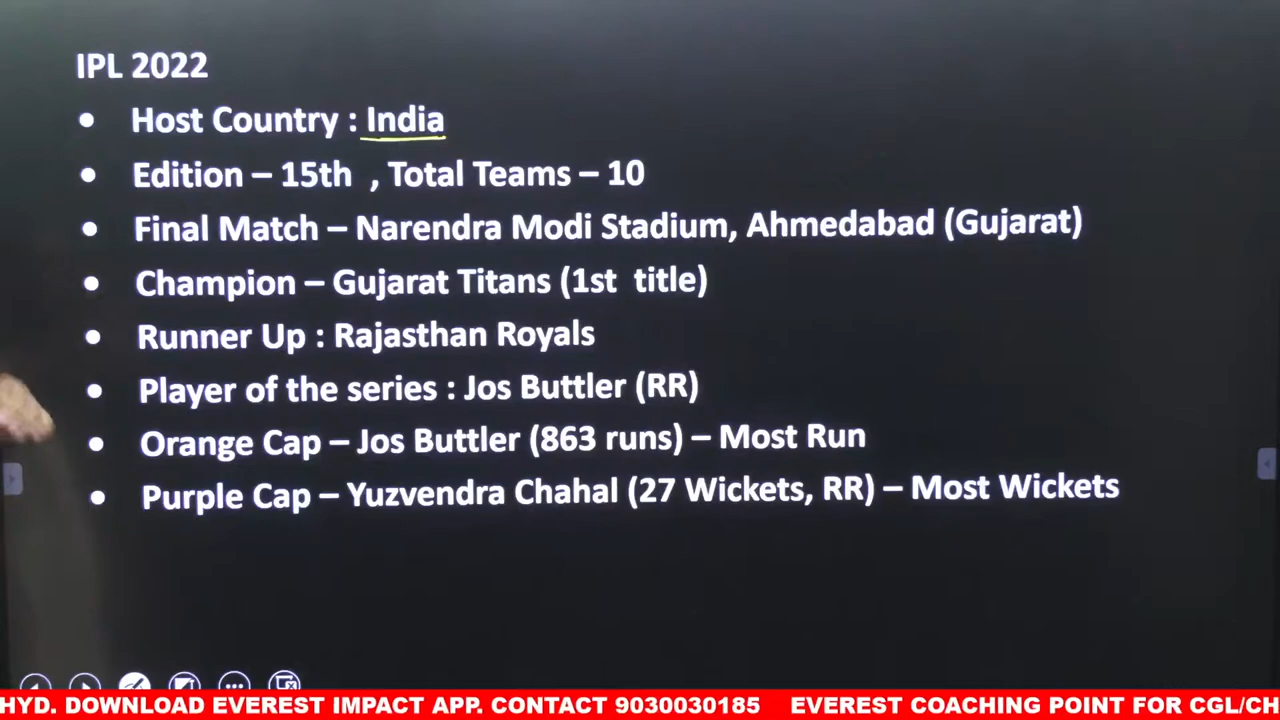 IPL 2022
• Host Country : India
• Edition – 15th , Total Teams – 10
• Final Match – Narendra Modi Stadium, Ahmedabad (Gujarat)
• Champion – Gujarat Titans (1st title)
• Runner Up : Rajasthan Royals
• Player of the series : Jos Buttler (RR)
• Orange Cap – Jos Buttler (863 runs) – Most Run
• Purple Cap – Yuzvendra Chahal (27 Wickets, RR) – Most Wickets
HYD. DOWNLOAD EVEREST IMPACT APP. CONTACT 9030030185 EVEREST COACHING POINT FOR CGL/CH